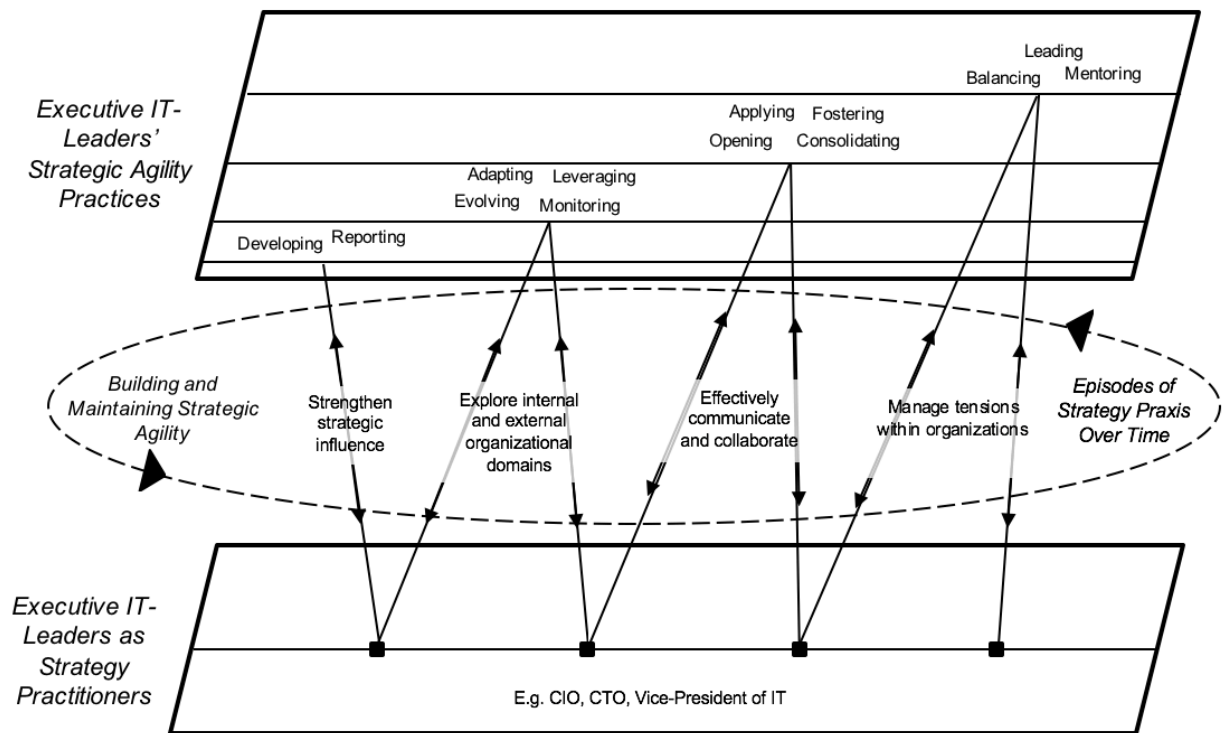 Executive IT-
Leaders'
Strategic Agility
Practices
Leading
Balancing
Mentoring
Applying
Fostering
Opening
Consolidating
Adapting
Leveraging
Evolving
Monitoring
Developing
Reporting
Building and
Maintaining Strategic
Agility
Strengthen
strategic
influence
Explore internal
and external
organizational
domains
Effectively
communicate
and collaborate
Manage tensions
within organizations
Episodes of
Strategy Praxis
Over Time
Executive IT-
Leaders as
Strategy
Practitioners
E.g. CIO, CTO, Vice-President of IT